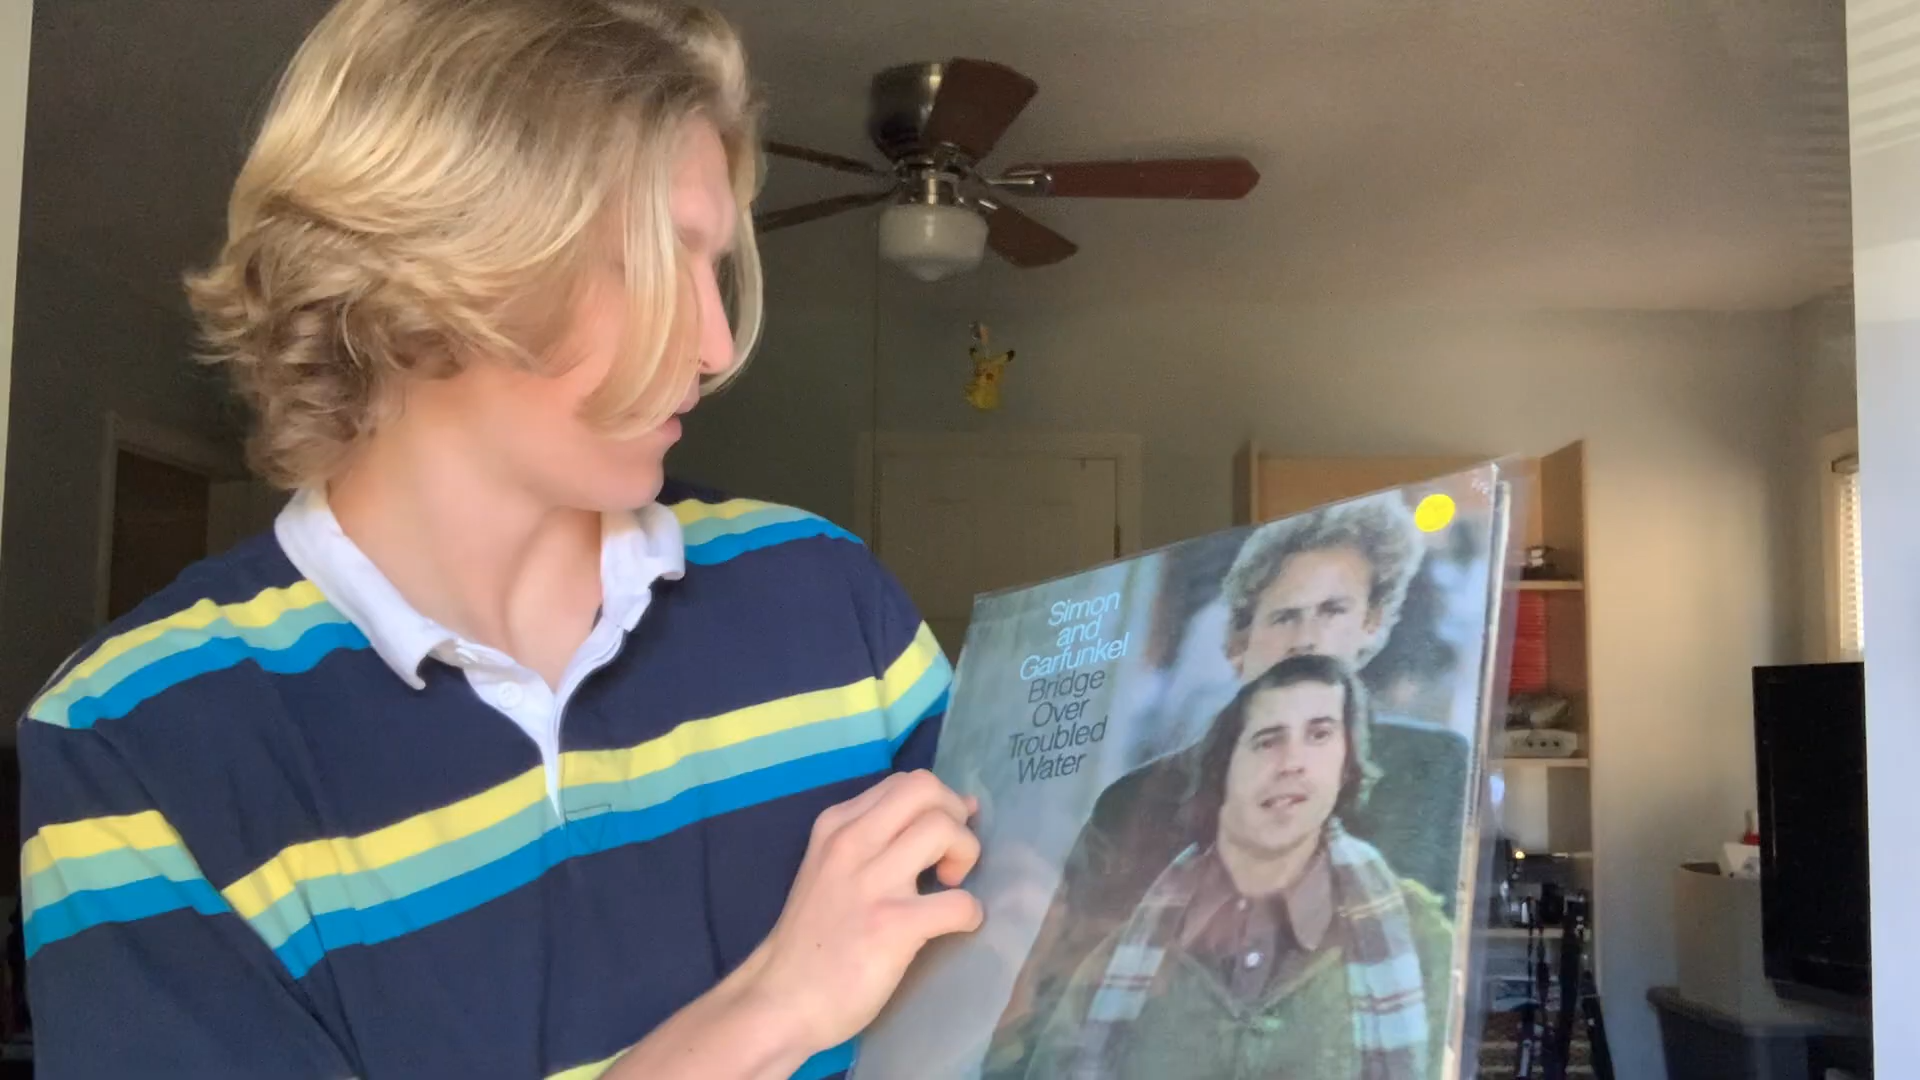 Simon
and
Garfunkel
Bridge
Over
Troubled
Water